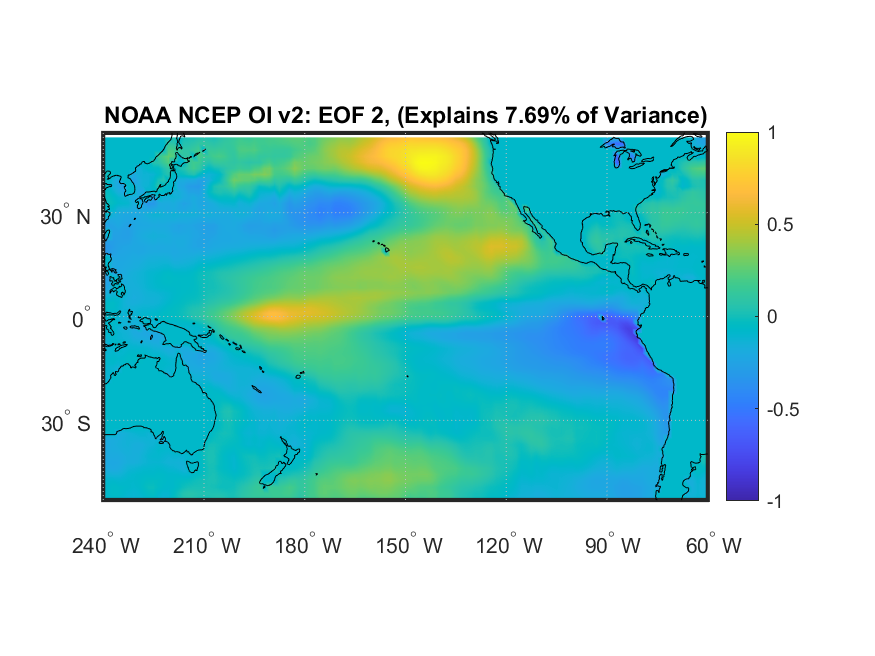 NOAA NCEP OI v2: EOF 2, (Explains 7.69% of Variance)
1
0.5
0
-0.5
-1
30° N
0°
30° S
240° W 210° W 180° W 150° W 120° W 90° W 60° W